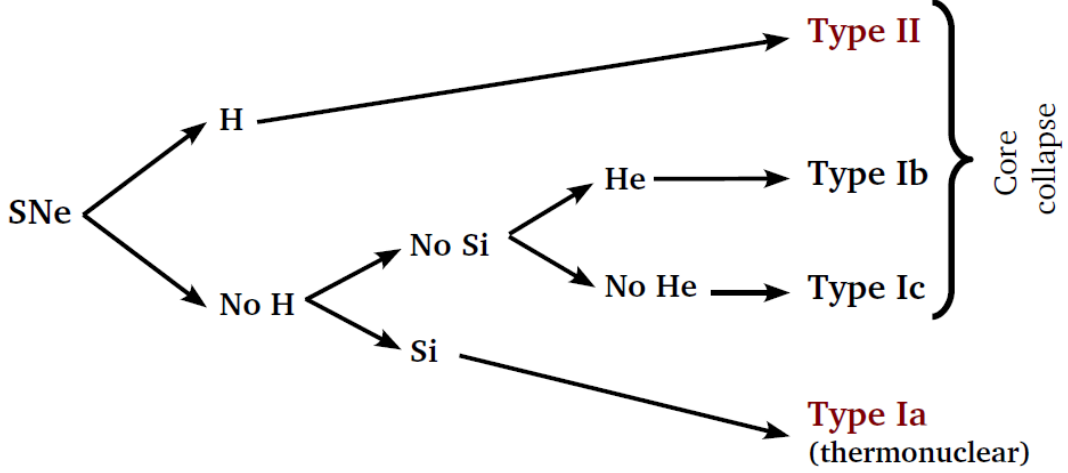 Type II
H
Core
collapse
He
Type Ib
SNe
No Si
No He
Type Ic
No H
Si
Type Ia
(thermonuclear)